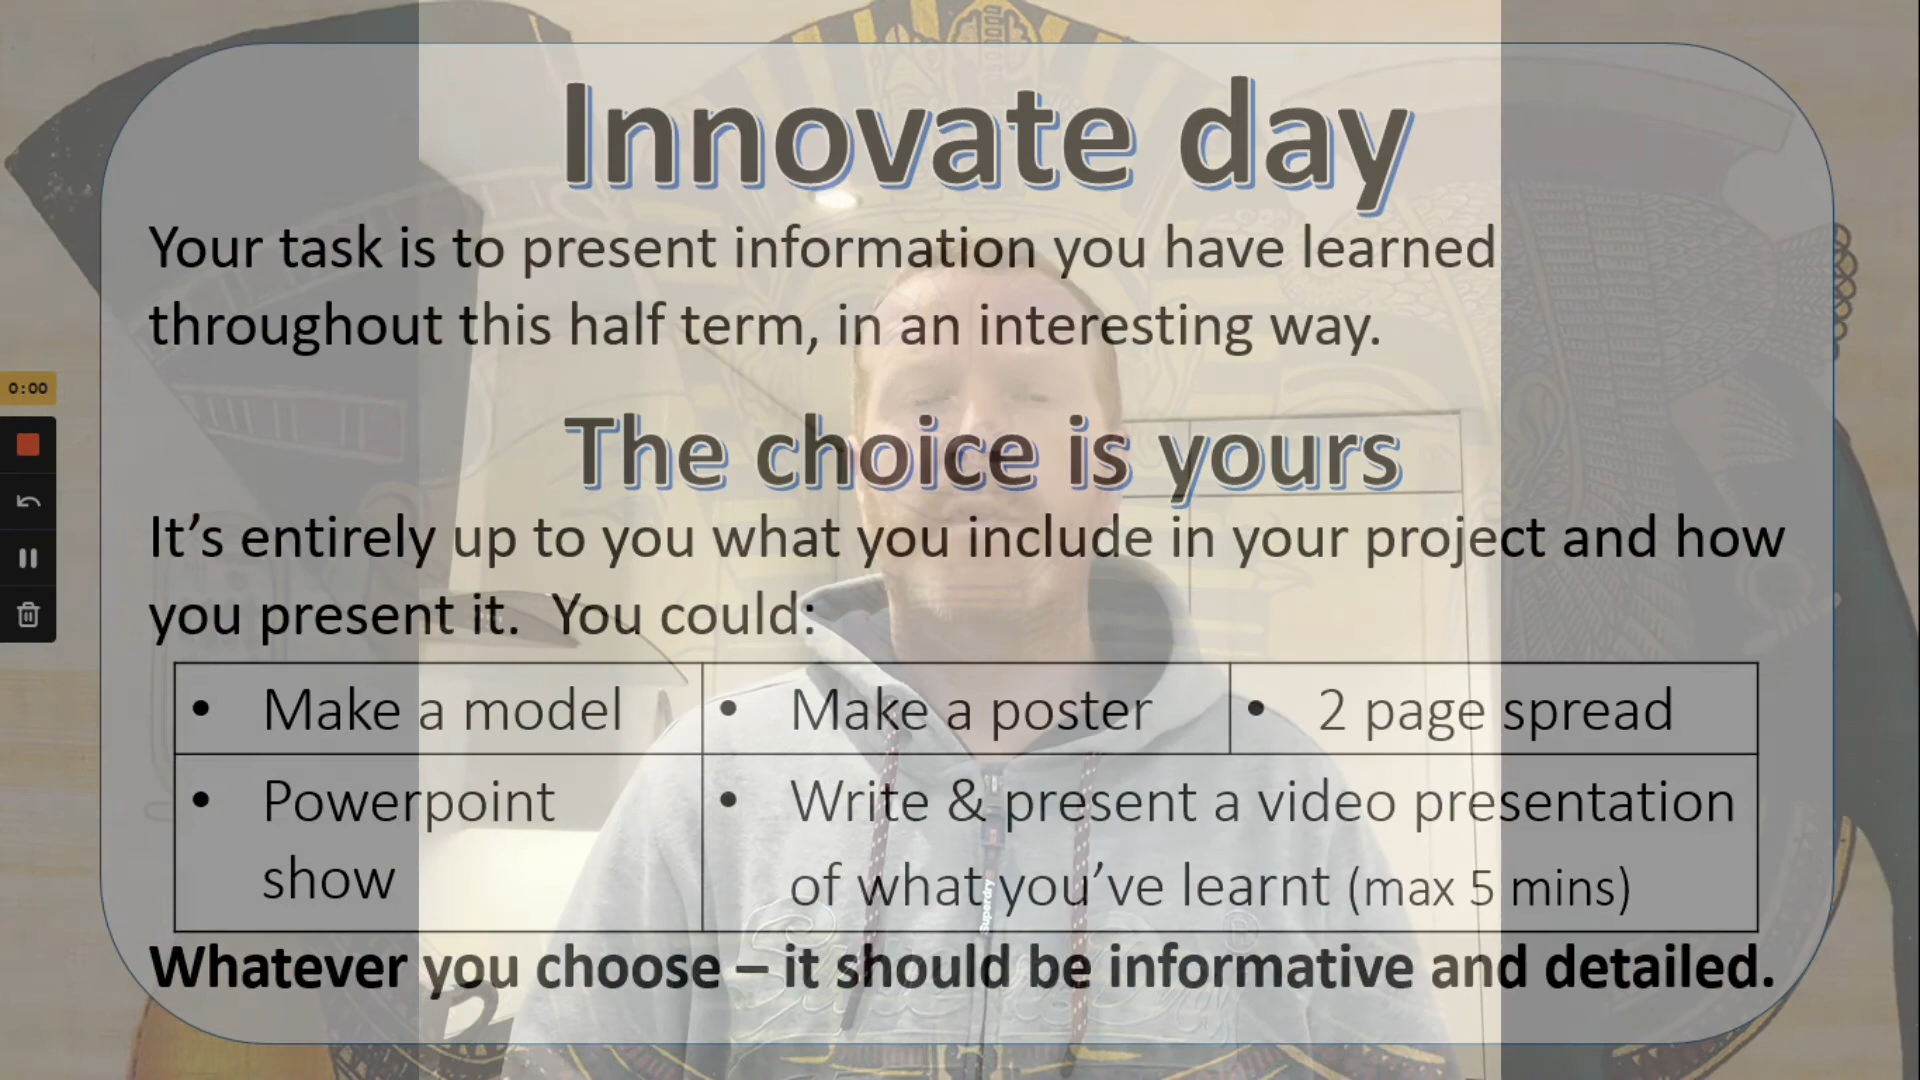 Innovate day
Your task is to present information you have learned
throughout this half term, in an interesting way.
0:00
The choice is yours
It’s entirely up to you what you include in your project and how
you present it.  You could:
• Make a model
• Make a poster
• 2 page spread
• Powerpoint
show
• Write & present a video presentation
of what you’ve learnt (max 5 mins)
Superdry
Whatever you choose – it should be informative and detailed.